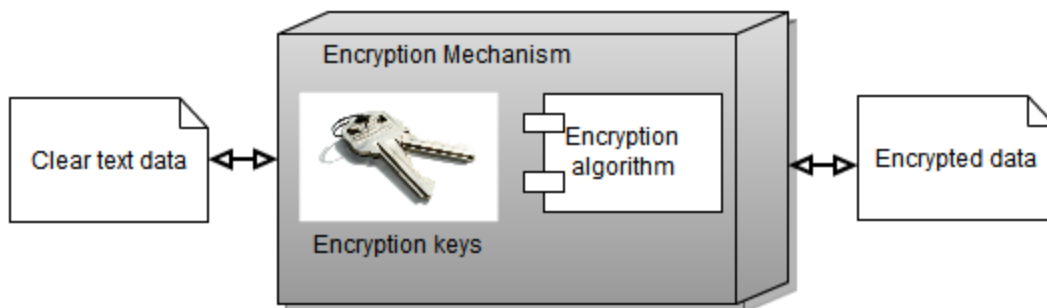 Encryption Mechanism
Clear text data
Encryption keys
Encryption
algorithm
Encrypted data